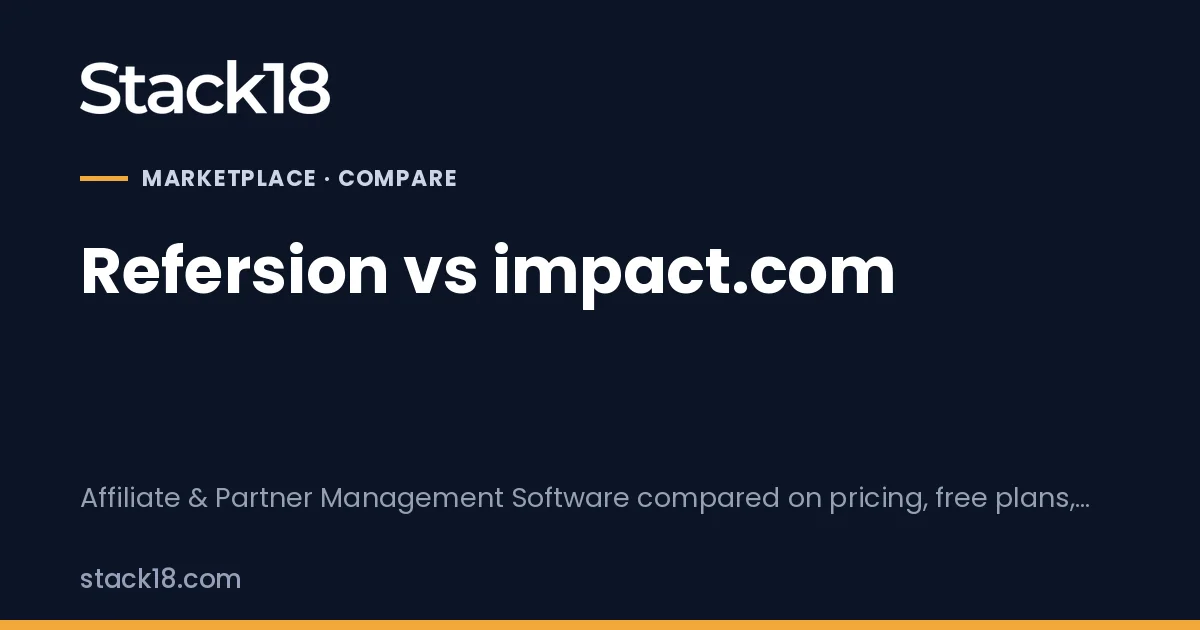 Stack18
MARKETPLACE · COMPARE
Refersion vs impact.com
Affiliate & Partner Management Software compared on pricing, free plans,...
stack18.com